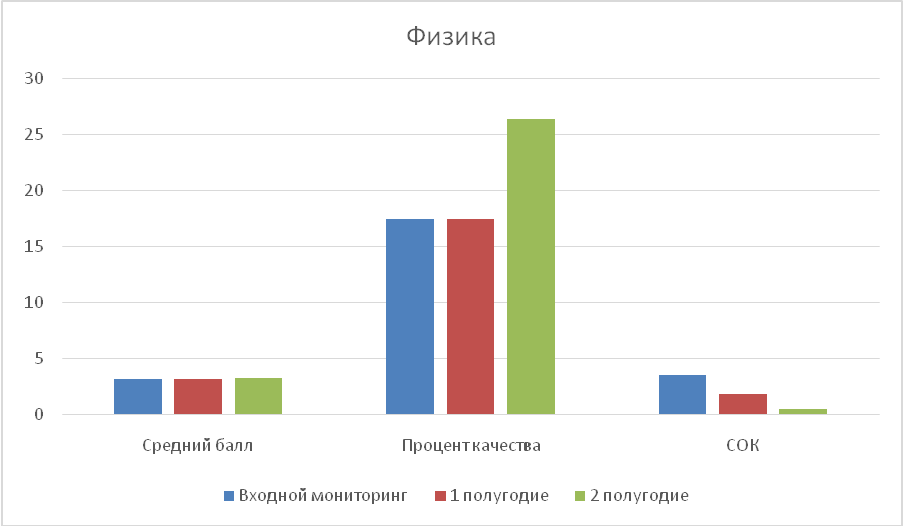 Физика
30
25
20
15
10
5
0
Средний балл
Процент качества
СОК
Входной мониторинг
1 полугодие
2 полугодие